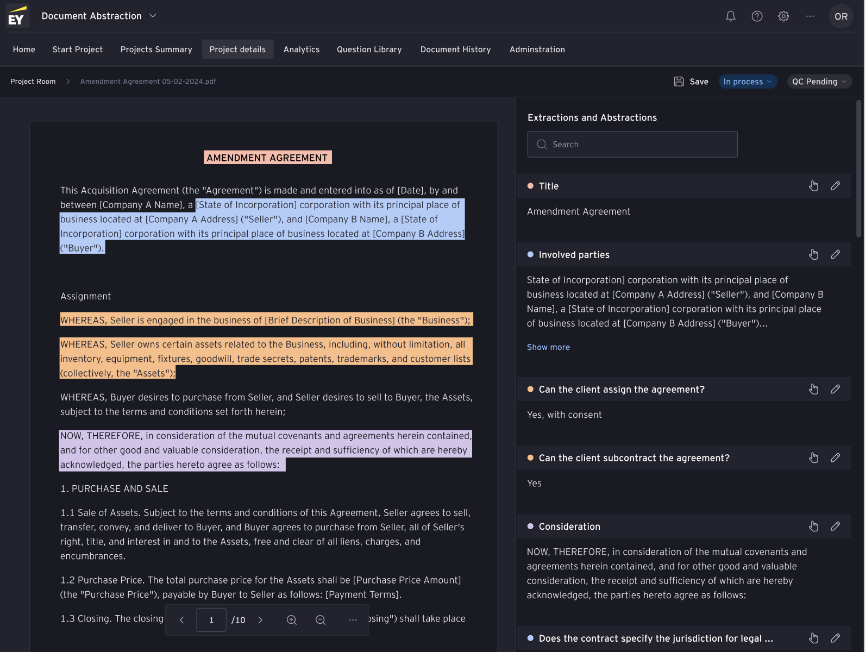 EY
Document Abstraction
OR
Home
Start Project
Projects Summary
Project details
Analytics
Question Library
Document History
Adminstration
Project Room > Amendment Agreement 05-02-2024.pdf
Save
In process
QC Pending
AMENDMENT AGREEMENT
This Acquisition Agreement (the "Agreement") is made and entered into as of [Date], by and
between [Company A Name], a [State of Incorporation] corporation with its principal place of
business located at [Company A Address] ("Seller"), and [Company B Name], a [State of
Incorporation] corporation with its principal place of business located at [Company B Address]
("Buyer").
Assignment
WHEREAS, Seller is engaged in the business of [Brief Description of Business] (the "Business");
WHEREAS, Seller owns certain assets related to the Business, including, without limitation, all
inventory, equipment, fixtures, goodwill, trade secrets, patents, trademarks, and customer lists
(collectively, the "Assets");
WHEREAS, Buyer desires to purchase from Seller, and Seller desires to sell to Buyer, the Assets,
subject to the terms and conditions set forth herein;
NOW, THEREFORE, in consideration of the mutual covenants and agreements herein contained,
and for other good and valuable consideration, the receipt and sufficiency of which are hereby
acknowledged, the parties hereto agree as follows:
1. PURCHASE AND SALE
1.1 Sale of Assets. Subject to the terms and conditions of this Agreement, Seller agrees to sell,
transfer, convey, and deliver to Buyer, and Buyer agrees to purchase from Seller, all of Seller's
right, title, and interest in and to the Assets, free and clear of all liens, charges, and
encumbrances.
1.2 Purchase Price. The total purchase price for the Assets shall be [Purchase Price Amount]
(the "Purchase Price"), payable by Buyer to Seller as follows: [Payment Terms].
1.3 Closing. The closing osing") shall take place
1 /10
Extractions and Abstractions
Search
Title
Amendment Agreement
Involved parties
State of Incorporation] corporation with its principal place of
business located at [Company A Address] ("Seller"), and [Company B
Name], a [State of Incorporation] corporation with its principal place
of business located at [Company B Address] ("Buyer")...
Show more
Can the client assign the agreement?
Yes, with consent
Can the client subcontract the agreement?
Yes
Consideration
NOW, THEREFORE, in consideration of the mutual covenants and
agreements herein contained, and for other good and valuable
consideration, the receipt and sufficiency of which are hereby
acknowledged, the parties hereto agree as follows:
Does the contract specify the jurisdiction for legal ...